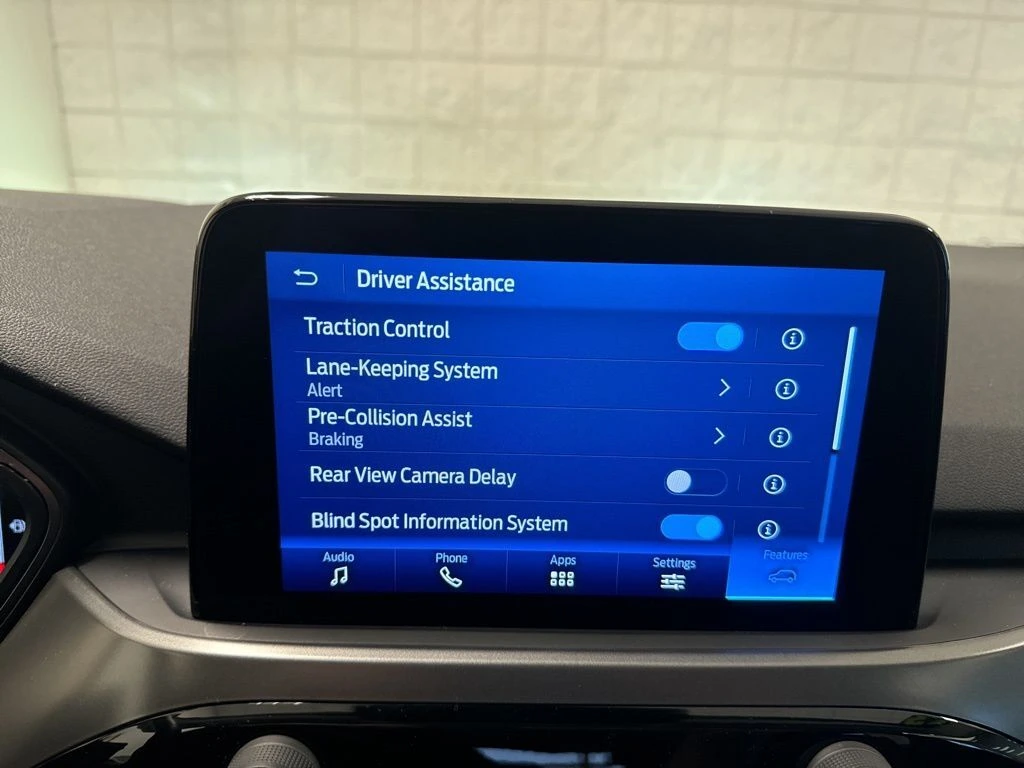 Driver Assistance
Traction Control
Lane-Keeping System
Alert
Pre-Collision Assist
Braking
Rear View Camera Delay
Blind Spot Information System
Audio
Phone
Apps
Settings
Features